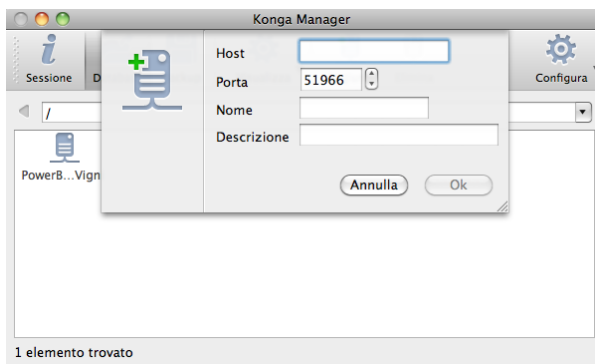 Konga Manager
Host
Porta 51966
Nome
Descrizione
Annulla Ok
Sessione D
Configura
/
PowerB...Vign
1 elemento trovato